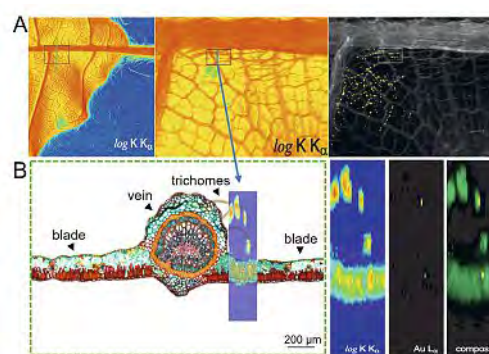 A
log K Kα
log K Kα
B
trichomes
vein
blade
blade
200 µm
log K Kα
Au Lα
compos